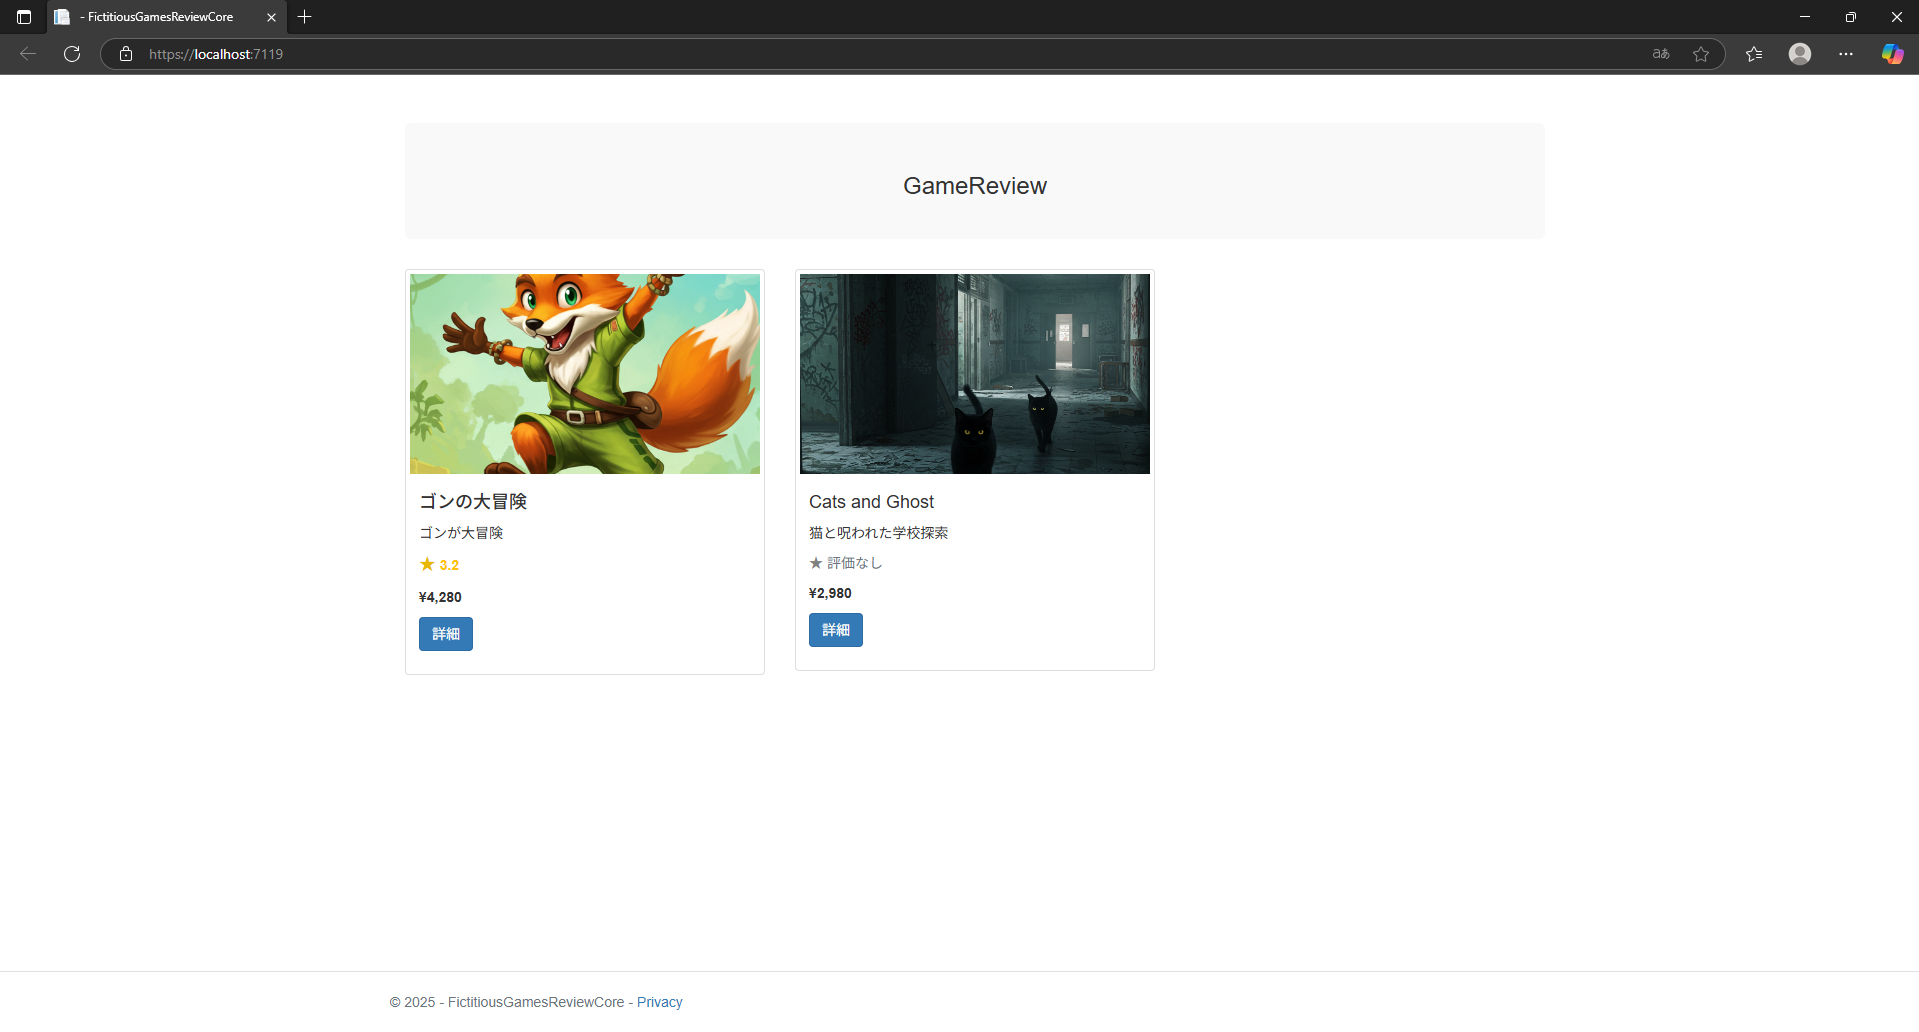 - FictitiousGamesReviewCore
https://localhost:7119
aあ
GameReview
ゴンの大冒険
ゴンが大冒険
★ 3.2
¥4,280
詳細
Cats and Ghost
猫と呪われた学校探索
★ 評価なし
¥2,980
詳細
© 2025 - FictitiousGamesReviewCore - Privacy